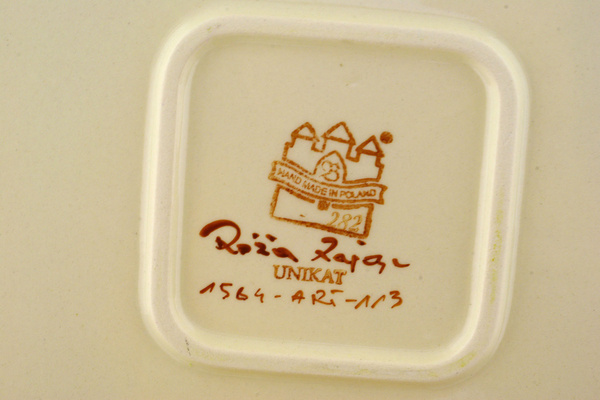 HAND MADE IN POLAND
282
Róża Zając
UNIKAT
1564-ART-113